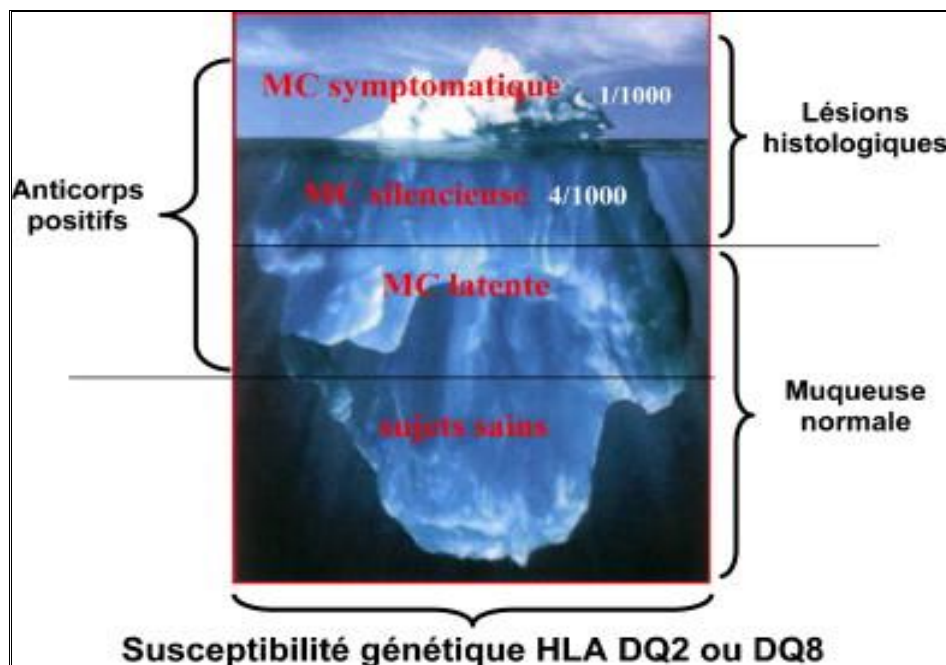 MC symptomatique 1/1000
Lésions
histologiques
Anticorps
positifs
MC silencieuse 4/1000
MC latente
Muqueuse
normale
sujets sains
Susceptibilité génétique HLA DQ2 ou DQ8